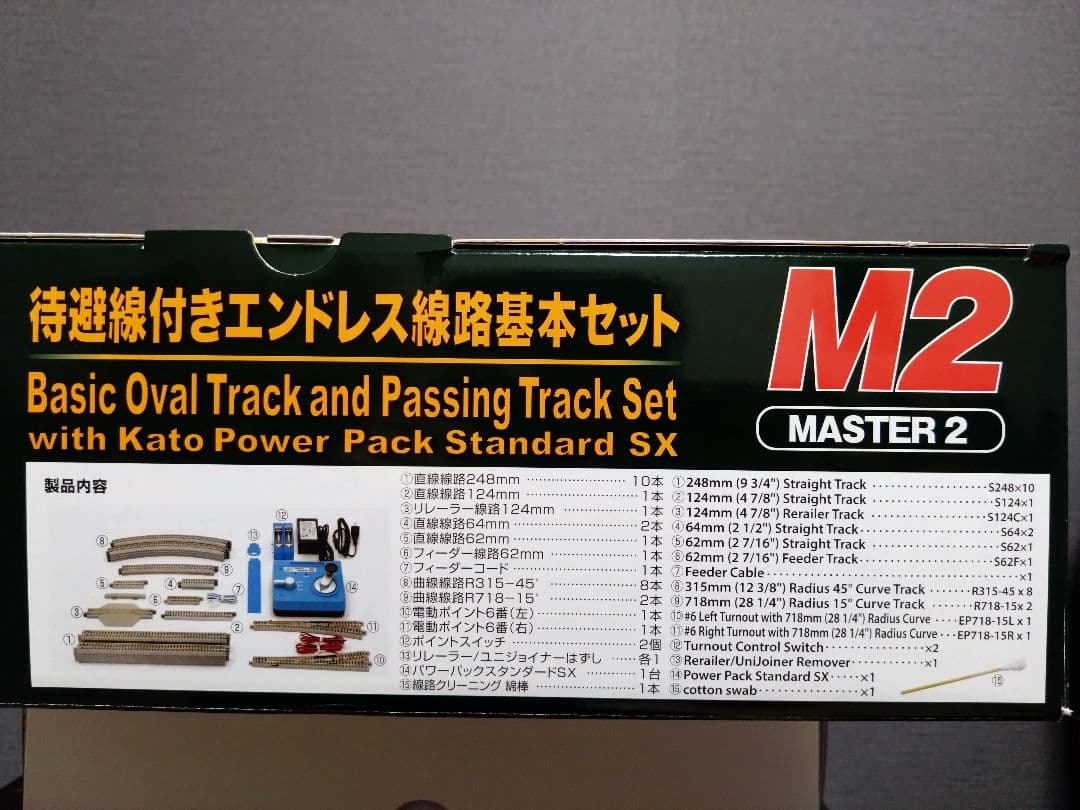 待避線付きエンドレス線路基本セット
Basic Oval Track and Passing Track Set
with Kato Power Pack Standard SX
M2
MASTER 2
製品内容
①直線線路248mm ………………… 10本
②直線線路124mm ………………… 1本
③リレーラー線路124mm ………… 1本
④直線線路64mm ………………… 2本
⑤直線線路62mm ………………… 1本
⑥フィーダー線路62mm ………… 1本
⑦フィーダーコード ……………… 1本
⑧曲線線路R315-45° …………… 8本
⑨曲線線路R718-15° …………… 2本
⑩電動ポイント6番(左) ………… 1本
⑪電動ポイント6番(右) ………… 1本
⑫ポイントスイッチ ……………… 2個
⑬リレーラー/ユニジョイナーはずし …… 各1
⑭パワーパックスタンダードSX …… 1台
⑮線路クリーニング 綿棒 ………… 1本
①248mm (9 3/4") Straight Track ……… S248×10
②124mm (4 7/8") Straight Track ……… S124×1
③124mm (4 7/8") Rerailer Track ……… S124C×1
④64mm (2 1/2") Straight Track ……… S64×2
⑤62mm (2 7/16") Straight Track ……… S62×1
⑥62mm (2 7/16") Feeder Track ……… S62F×1
⑦Feeder Cable ……… ×1
⑧315mm (12 3/8") Radius 45° Curve Track …… R315-45 x 8
⑨718mm (28 1/4") Radius 15° Curve Track …… R718-15x 2
⑩#6 Left Turnout with 718mm (28 1/4") Radius Curve … EP718-15L x 1
⑪#6 Right Turnout with 718mm (28 1/4") Radius Curve … EP718-15R x 1
⑫Turnout Control Switch ……… ×2
⑬Rerailer/UniJoiner Remover ……… ×1
⑭Power Pack Standard SX …… ×1
⑮cotton swab ……… ×1
⑧
⑨
⑤
④
⑥
⑦
③
②
①
⑫
⑬
⑭
⑪
⑩
⑮